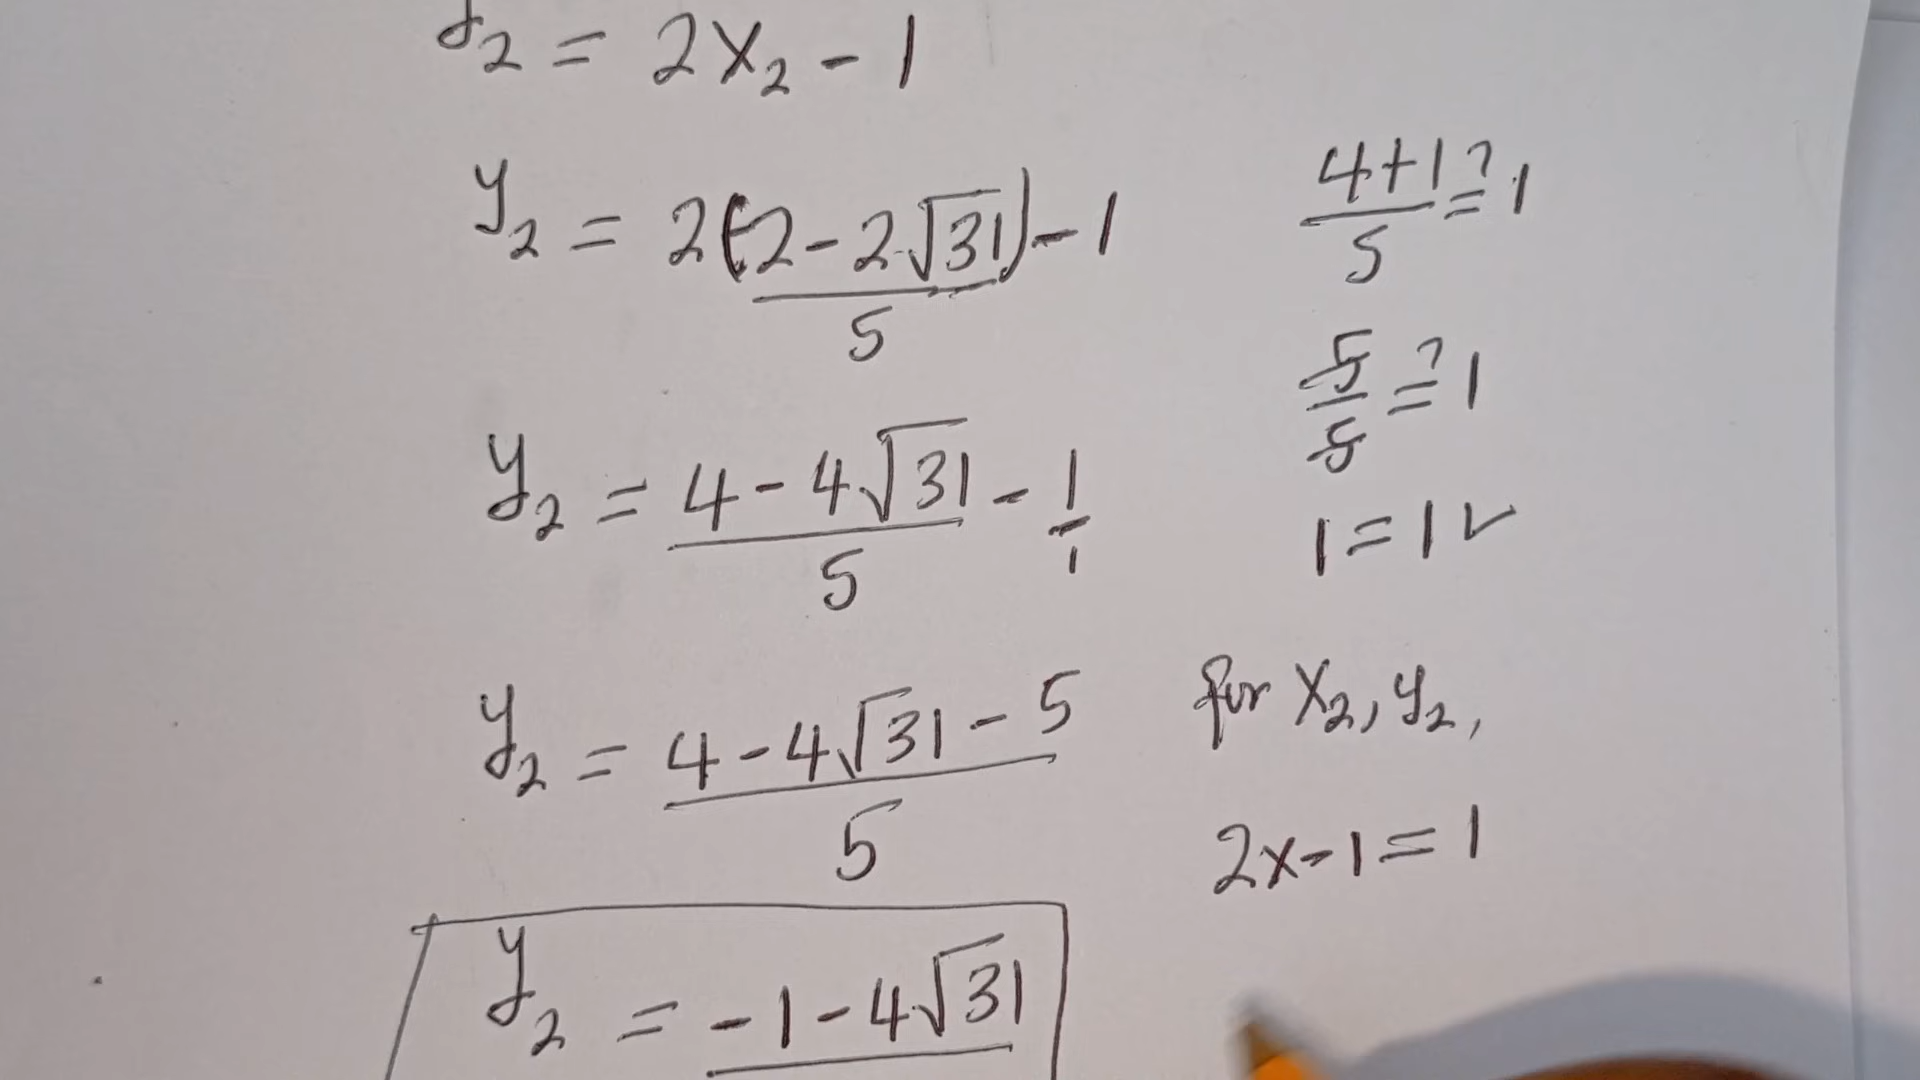 y₂ = 2x₂ - 1
y₂ = 2(2 - 2√31)/5 - 1
y₂ = (4 - 4√31)/5 - 1/1
y₂ = (4 - 4√31 - 5)/5
y₂ = -1 - 4√31
(4+1)/5 ≟ 1
5/5 ≟ 1
1 = 1 ✓
for x₂, y₂,
2x - 1 = 1